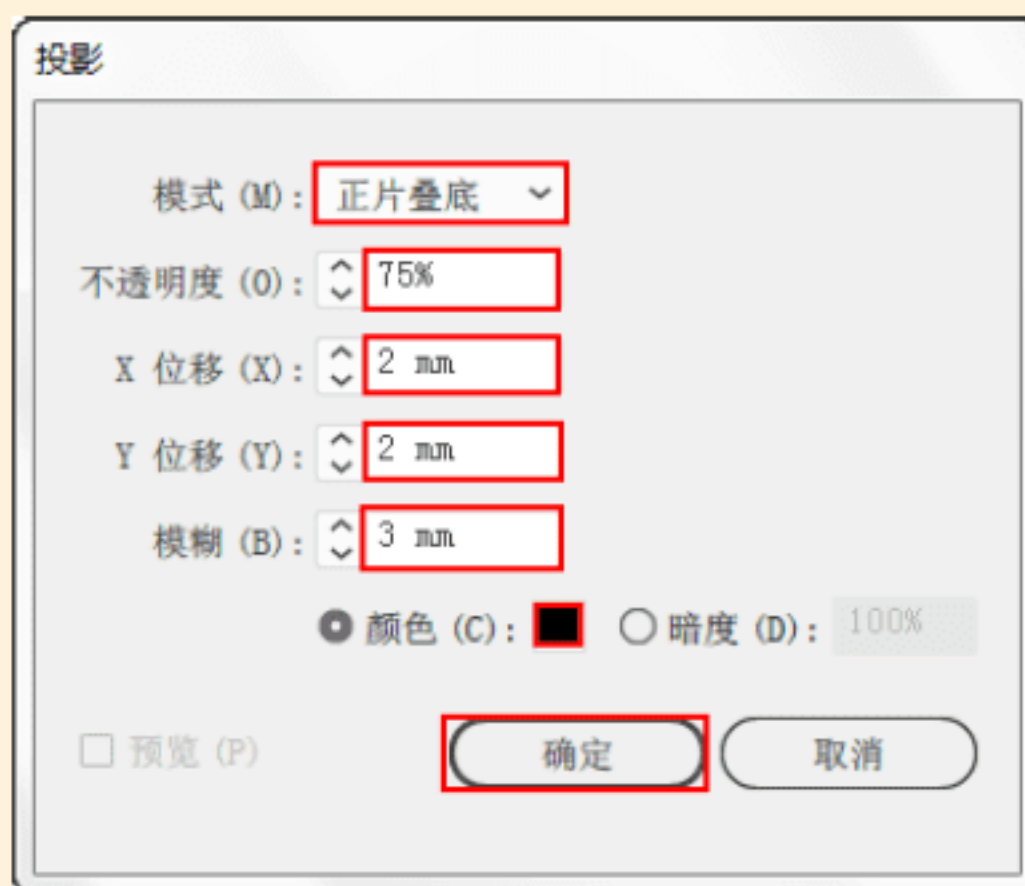 投影
模式 (M): 正片叠底
不透明度 (O): 75%
X 位移 (X): 2 mm
Y 位移 (Y): 2 mm
模糊 (B): 3 mm
颜色 (C): 暗度 (D): 100%
预览 (P) 确定 取消